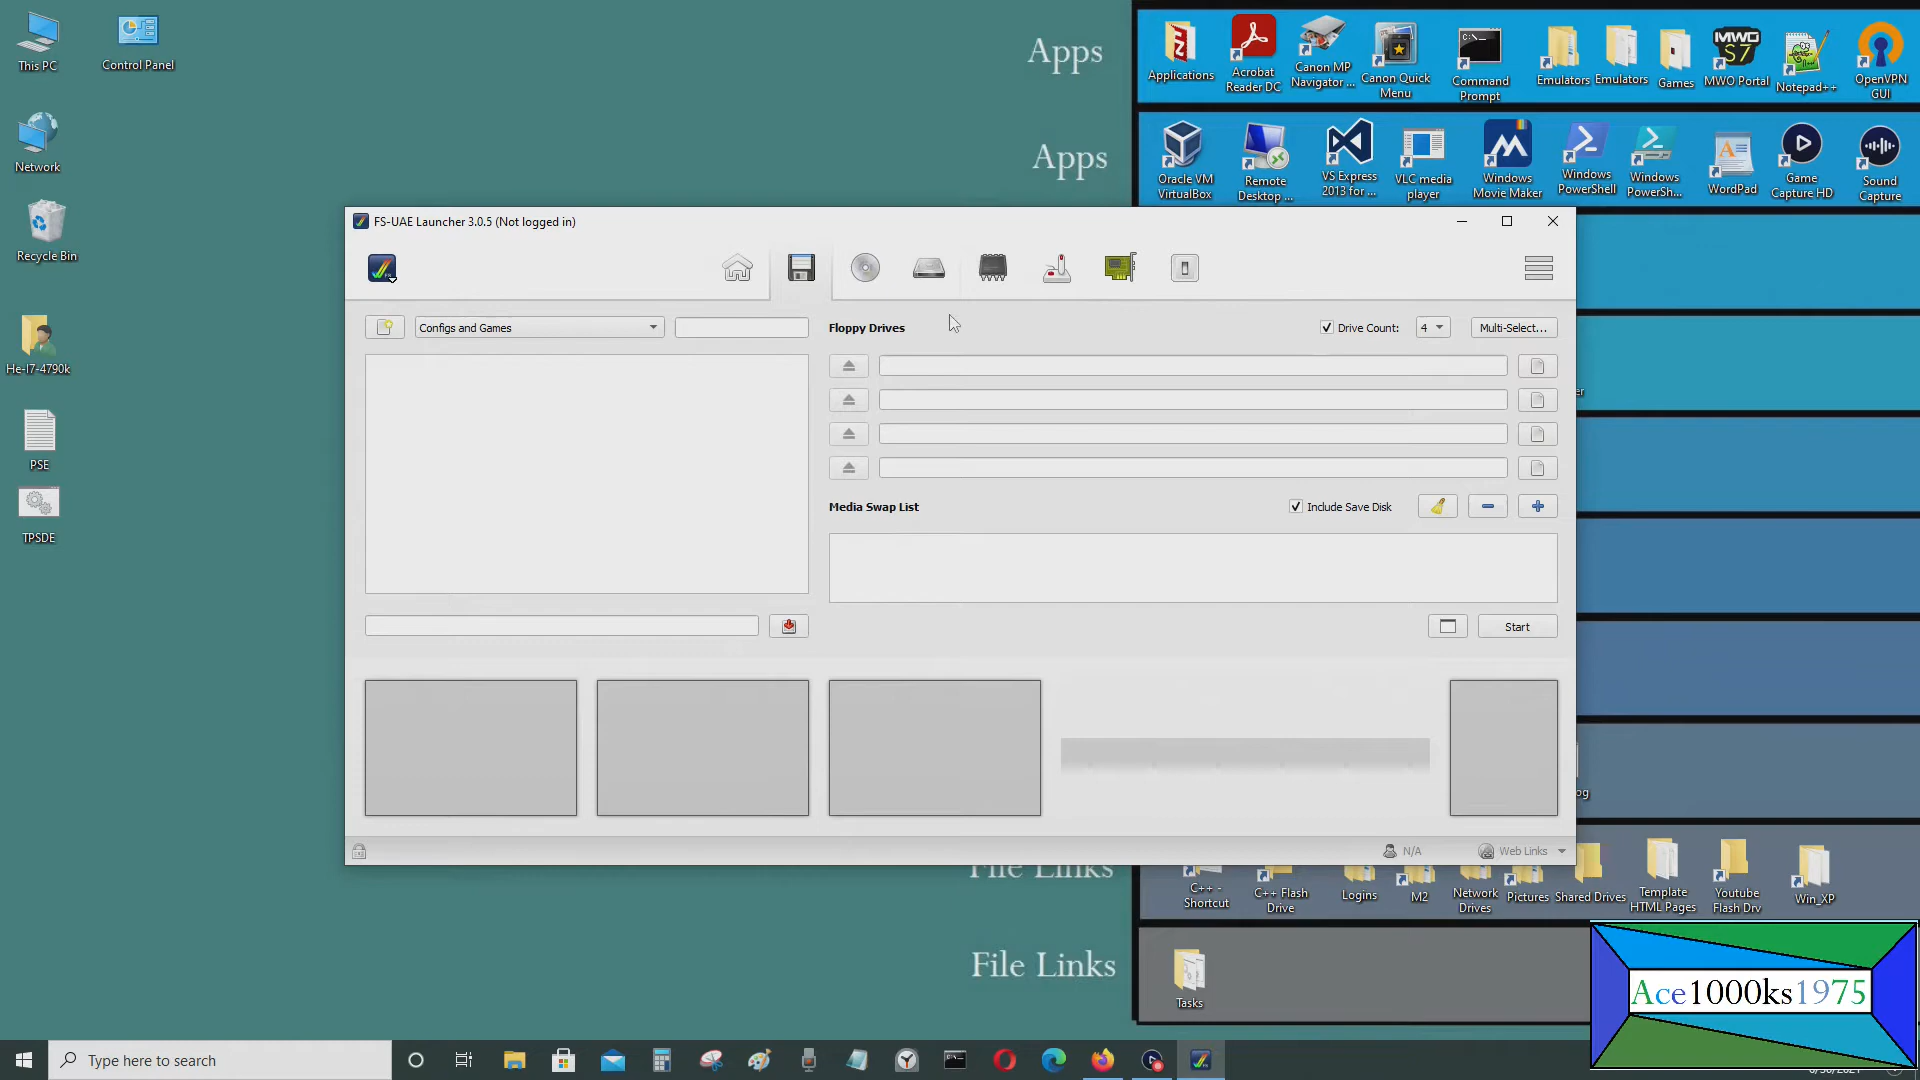 This PC
Control Panel
Network
Recycle Bin
He-I7-4790k
PSE
TPSDE
Apps
Apps
Applications
Acrobat
Reader DC
Canon MP
Navigator ...
Canon Quick
Menu
Command
Prompt
Emulators
Emulators
Games
MWO Portal
Notepad++
OpenVPN
GUI
Oracle VM
VirtualBox
Remote
Desktop ...
VS Express
2013 for ...
VLC media
player
Windows
Movie Maker
Windows
PowerShell
Windows
PowerSh...
WordPad
Game
Capture HD
Sound
Capture
FS-UAE Launcher 3.0.5 (Not logged in)
Configs and Games
Floppy Drives
Drive Count:
4
Multi-Select...
Media Swap List
Include Save Disk
Start
N/A
Web Links
er
og
File Links
C++ -
Shortcut
C++ Flash
Drive
Logins
M2
Network
Drives
Pictures
Shared Drives
Template
HTML Pages
Youtube
Flash Drv
Win_XP
File Links
Tasks
Ace1000ks1975
Type here to search